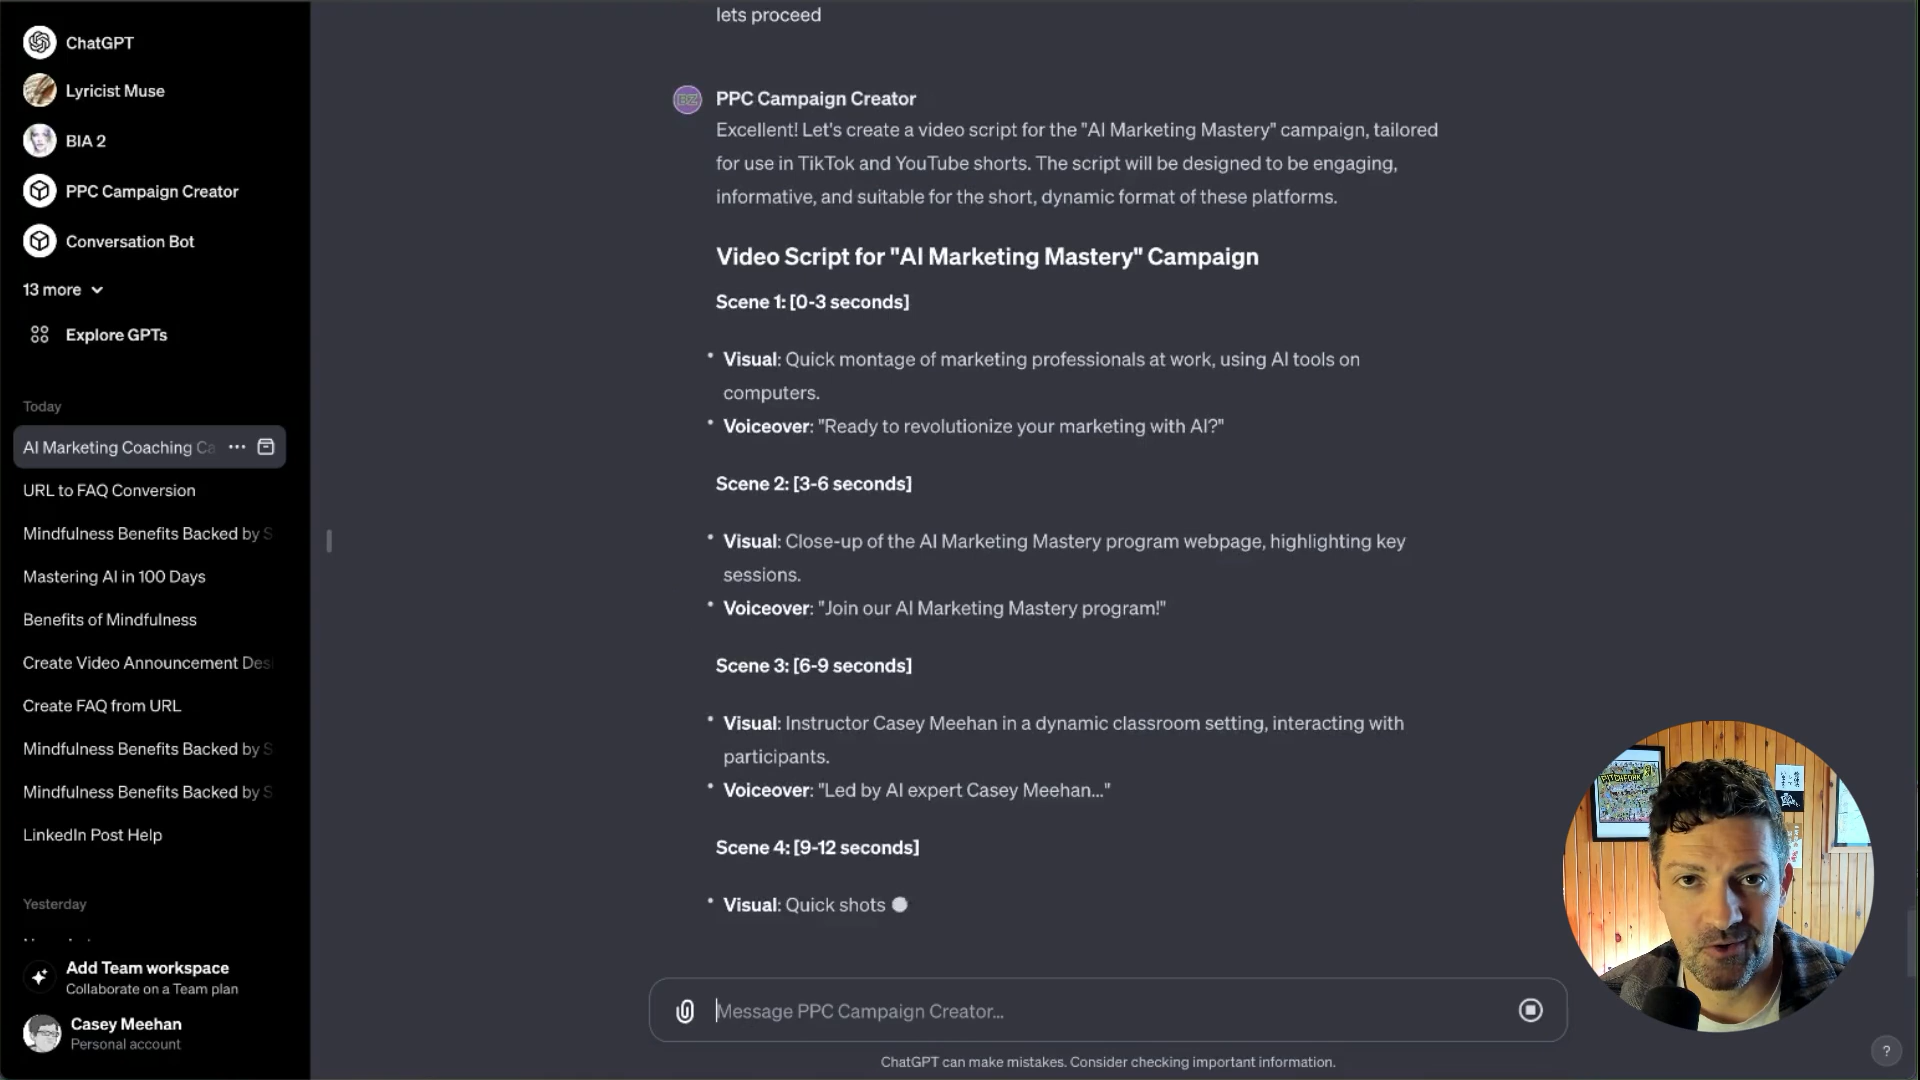 ChatGPT
Lyricist Muse
BIA 2
PPC Campaign Creator
Conversation Bot
13 more
Explore GPTs
Today
AI Marketing Coaching Ca
URL to FAQ Conversion
Mindfulness Benefits Backed by S
Mastering AI in 100 Days
Benefits of Mindfulness
Create Video Announcement Des
Create FAQ from URL
Mindfulness Benefits Backed by S
Mindfulness Benefits Backed by S
LinkedIn Post Help
Yesterday
Add Team workspace
Collaborate on a Team plan
Casey Meehan
Personal account
lets proceed
PPC Campaign Creator
Excellent! Let's create a video script for the "AI Marketing Mastery" campaign, tailored
for use in TikTok and YouTube shorts. The script will be designed to be engaging,
informative, and suitable for the short, dynamic format of these platforms.
Video Script for "AI Marketing Mastery" Campaign
Scene 1: [0-3 seconds]
• Visual: Quick montage of marketing professionals at work, using AI tools on
computers.
• Voiceover: "Ready to revolutionize your marketing with AI?"
Scene 2: [3-6 seconds]
• Visual: Close-up of the AI Marketing Mastery program webpage, highlighting key
sessions.
• Voiceover: "Join our AI Marketing Mastery program!"
Scene 3: [6-9 seconds]
• Visual: Instructor Casey Meehan in a dynamic classroom setting, interacting with
participants.
• Voiceover: "Led by AI expert Casey Meehan..."
Scene 4: [9-12 seconds]
• Visual: Quick shots
Message PPC Campaign Creator...
ChatGPT can make mistakes. Consider checking important information.
?
PITCHFORK